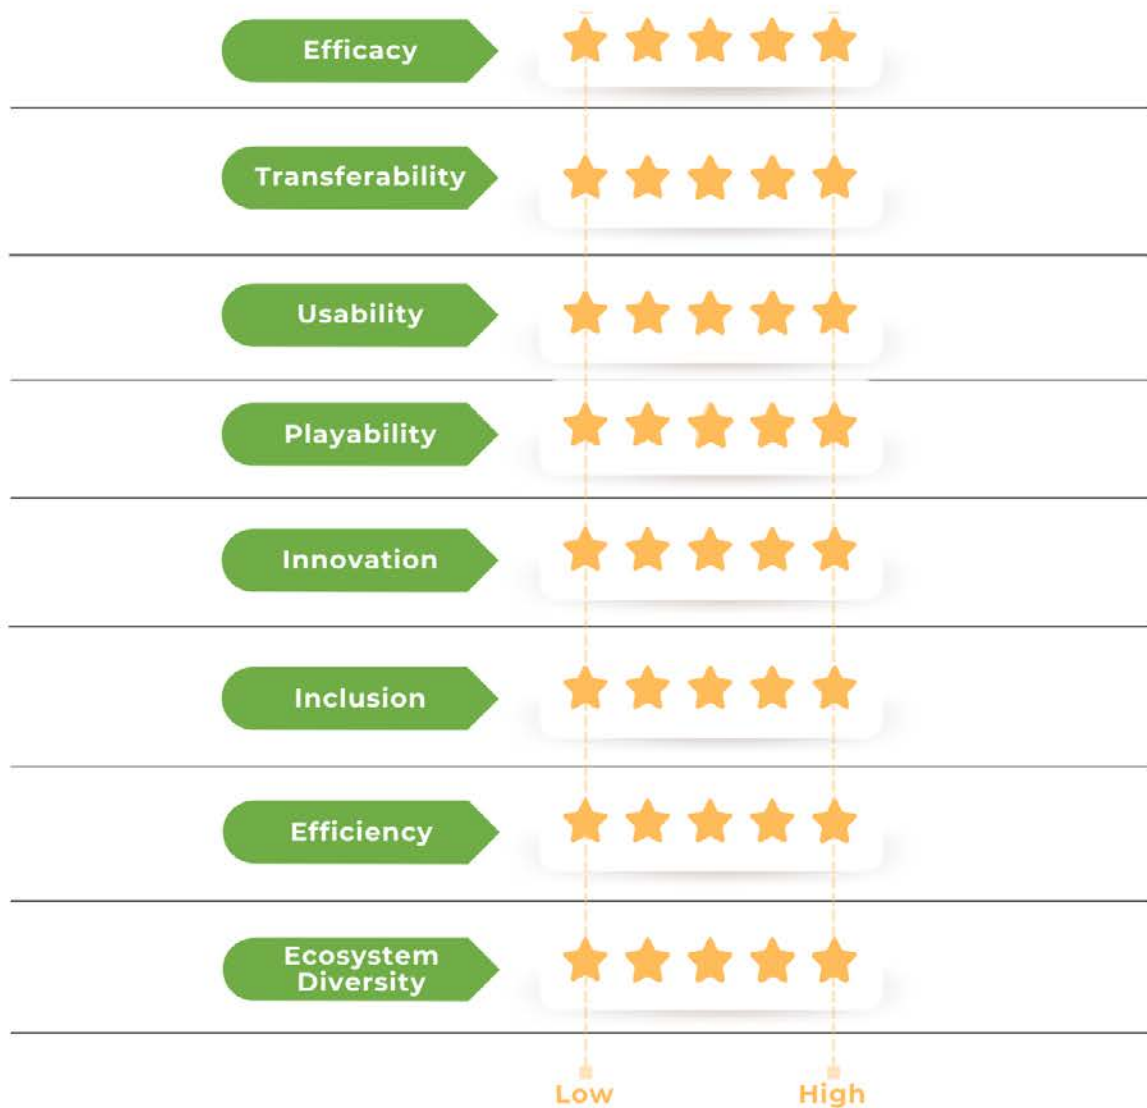 Efficacy
Transferability
Usability
Playability
Innovation
Inclusion
Efficiency
Ecosystem
Diversity
Low High